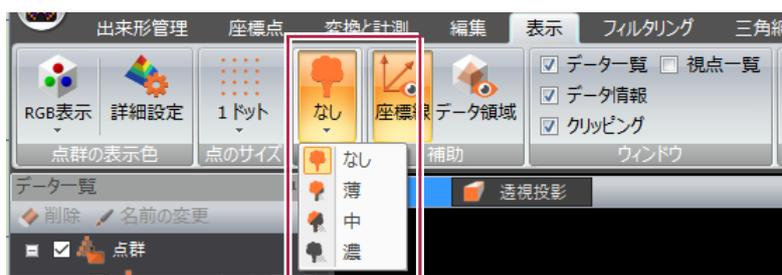 出来形管理 座標点 変換と計測 編集 表示 フィルタリング 三角
RGB表示 詳細設定 1 ドット なし 座標線 データ領域
データ一覧 視点一覧
データ情報
クリッピング
点群の表示色 点のサイズ 補助 ウィンドウ
なし
薄
中
濃
データ一覧
透視投影
削除 名前の変更
点群